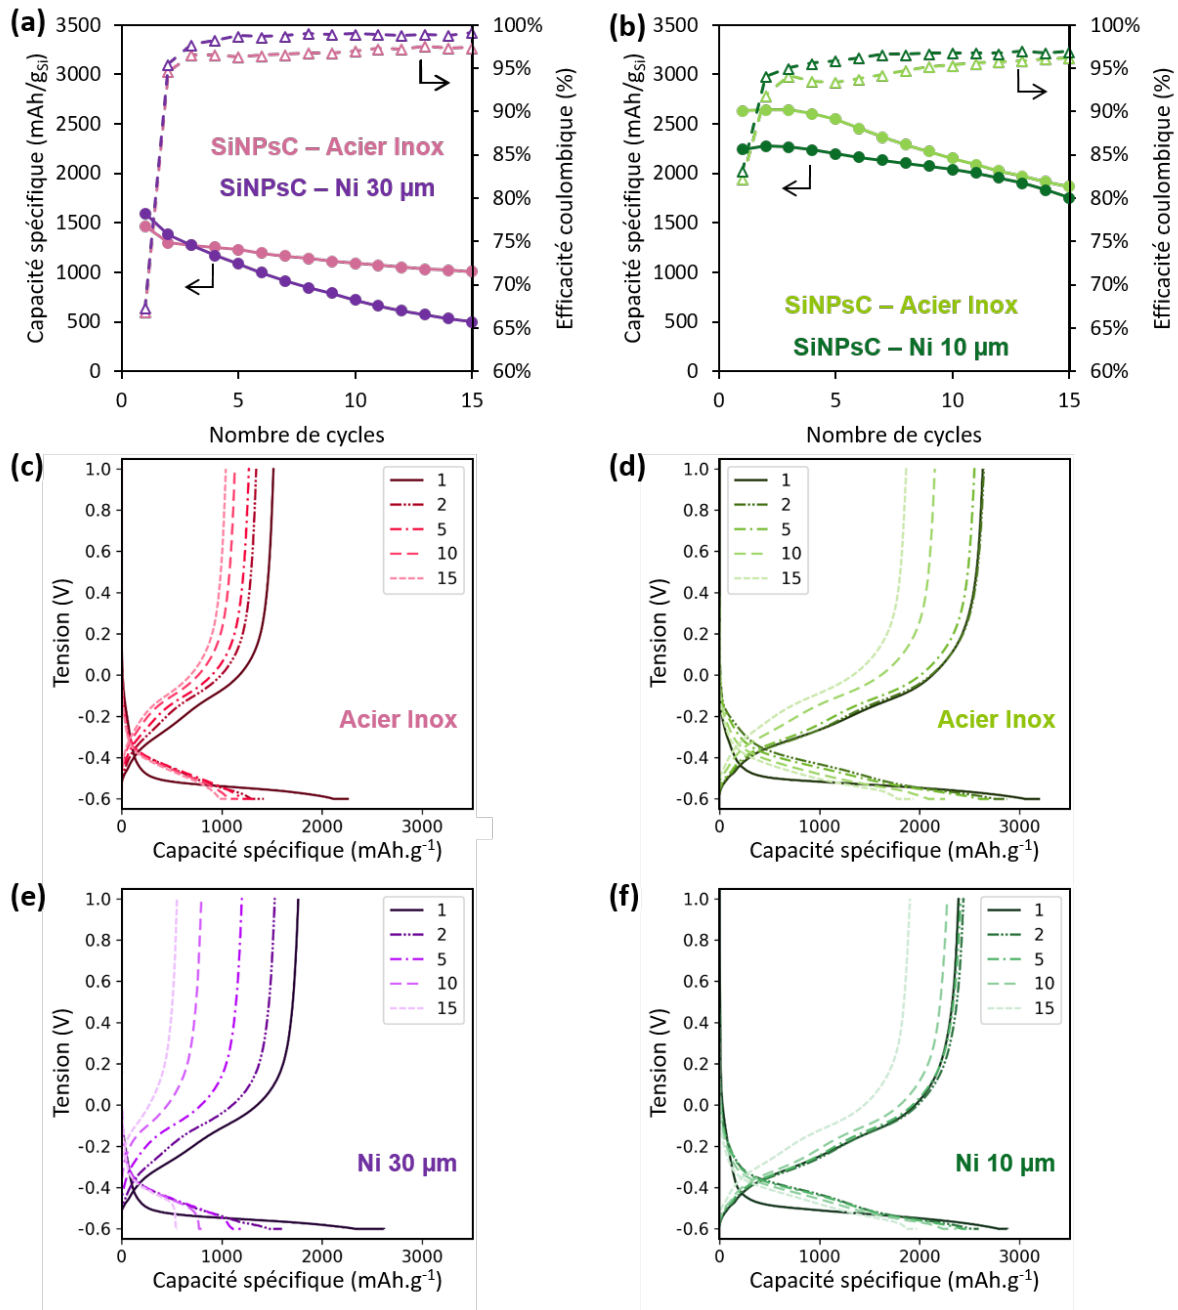 (a)
3500
3000
2500
2000
1500
1000
500
0
Capacité spécifique (mAh/gSi)
100%
95%
90%
85%
80%
75%
70%
65%
60%
Efficacité coulombique (%)
SiNPsC – Acier Inox
SiNPsC – Ni 30 µm
0 5 10 15
Nombre de cycles
(b)
3500
3000
2500
2000
1500
1000
500
0
Capacité spécifique (mAh/gSi)
100%
95%
90%
85%
80%
75%
70%
65%
60%
Efficacité coulombique (%)
SiNPsC – Acier Inox
SiNPsC – Ni 10 µm
0 5 10 15
Nombre de cycles
(c)
1.0
0.8
0.6
0.4
0.2
0.0
-0.2
-0.4
-0.6
Tension (V)
1
2
5
10
15
Acier Inox
0 1000 2000 3000
Capacité spécifique (mAh.g-1)
(d)
1.0
0.8
0.6
0.4
0.2
0.0
-0.2
-0.4
-0.6
Tension (V)
1
2
5
10
15
Acier Inox
0 1000 2000 3000
Capacité spécifique (mAh.g-1)
(e)
1.0
0.8
0.6
0.4
0.2
0.0
-0.2
-0.4
-0.6
Tension (V)
1
2
5
10
15
Ni 30 µm
0 1000 2000 3000
Capacité spécifique (mAh.g-1)
(f)
1.0
0.8
0.6
0.4
0.2
0.0
-0.2
-0.4
-0.6
Tension (V)
1
2
5
10
15
Ni 10 µm
0 1000 2000 3000
Capacité spécifique (mAh.g-1)